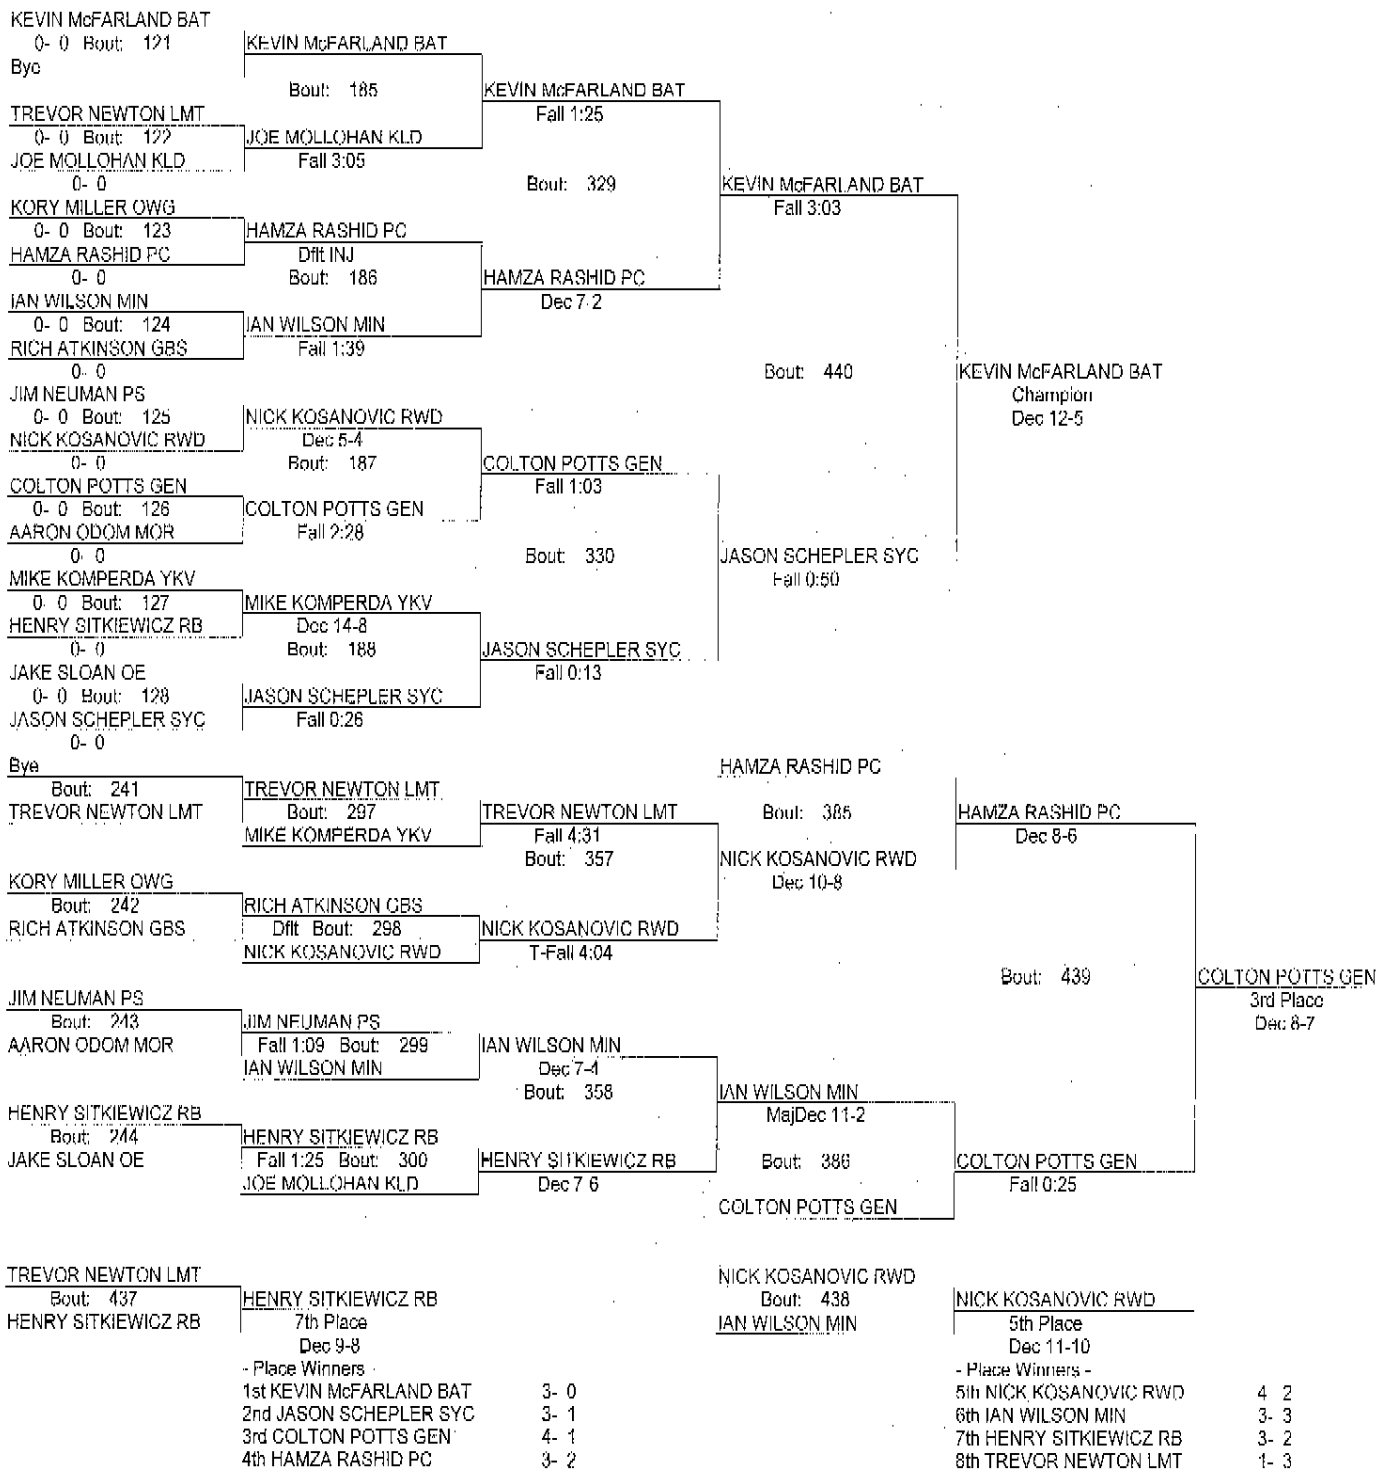 KEVIN McFARLAND BAT
0- 0 Bout: 121
Bye
KEVIN McFARLAND BAT
Bout: 185
TREVOR NEWTON LMT
0- 0 Bout: 122
JOE MOLLOHAN KLD
0- 0
JOE MOLLOHAN KLD
Fall 3:05
KEVIN McFARLAND BAT
Fall 1:25
Bout: 329
KORY MILLER OWG
0- 0 Bout: 123
HAMZA RASHID PC
0- 0
HAMZA RASHID PC
Dflt INJ
Bout: 186
IAN WILSON MIN
0- 0 Bout: 124
RICH ATKINSON GBS
0- 0
IAN WILSON MIN
Fall 1:39
HAMZA RASHID PC
Dec 7-2
KEVIN McFARLAND BAT
Fall 3:03
Bout: 440
KEVIN McFARLAND BAT
Champion
Dec 12-5
JIM NEUMAN PS
0- 0 Bout: 125
NICK KOSANOVIC RWD
0- 0
NICK KOSANOVIC RWD
Dec 5-4
Bout: 187
COLTON POTTS GEN
0- 0 Bout: 126
AARON ODOM MOR
0- 0
COLTON POTTS GEN
Fall 2:28
COLTON POTTS GEN
Fall 1:03
Bout: 330
JASON SCHEPLER SYC
Fall 0:50
MIKE KOMPERDA YKV
0- 0 Bout: 127
HENRY SITKIEWICZ RB
0- 0
MIKE KOMPERDA YKV
Dec 14-8
Bout: 188
JAKE SLOAN OE
0- 0 Bout: 128
JASON SCHEPLER SYC
0- 0
JASON SCHEPLER SYC
Fall 0:26
JASON SCHEPLER SYC
Fall 0:13
Bye
Bout: 241
TREVOR NEWTON LMT
TREVOR NEWTON LMT
Bout: 297
MIKE KOMPERDA YKV
TREVOR NEWTON LMT
Fall 4:31
Bout: 357
KORY MILLER OWG
Bout: 242
RICH ATKINSON GBS
RICH ATKINSON GBS
Dflt Bout: 298
NICK KOSANOVIC RWD
NICK KOSANOVIC RWD
T-Fall 4:04
HAMZA RASHID PC
Bout: 385
NICK KOSANOVIC RWD
Dec 10-8
HAMZA RASHID PC
Dec 8-6
Bout: 439
COLTON POTTS GEN
3rd Place
Dec 8-7
JIM NEUMAN PS
Bout: 243
AARON ODOM MOR
JIM NEUMAN PS
Fall 1:09 Bout: 299
IAN WILSON MIN
IAN WILSON MIN
Dec 7-4
Bout: 358
HENRY SITKIEWICZ RB
Bout: 244
JAKE SLOAN OE
HENRY SITKIEWICZ RB
Fall 1:25 Bout: 300
JOE MOLLOHAN KLD
HENRY SITKIEWICZ RB
Dec 7 6
IAN WILSON MIN
MajDec 11-2
Bout: 386
COLTON POTTS GEN
COLTON POTTS GEN
Fall 0:25
TREVOR NEWTON LMT
Bout: 437
HENRY SITKIEWICZ RB
HENRY SITKIEWICZ RB
7th Place
Dec 9-8
- Place Winners -
1st KEVIN McFARLAND BAT 3- 0
2nd JASON SCHEPLER SYC 3- 1
3rd COLTON POTTS GEN 4- 1
4th HAMZA RASHID PC 3- 2
NICK KOSANOVIC RWD
Bout: 438
IAN WILSON MIN
NICK KOSANOVIC RWD
5th Place
Dec 11-10
- Place Winners -
5th NICK KOSANOVIC RWD 4 2
6th IAN WILSON MIN 3- 3
7th HENRY SITKIEWICZ RB 3- 2
8th TREVOR NEWTON LMT 1- 3